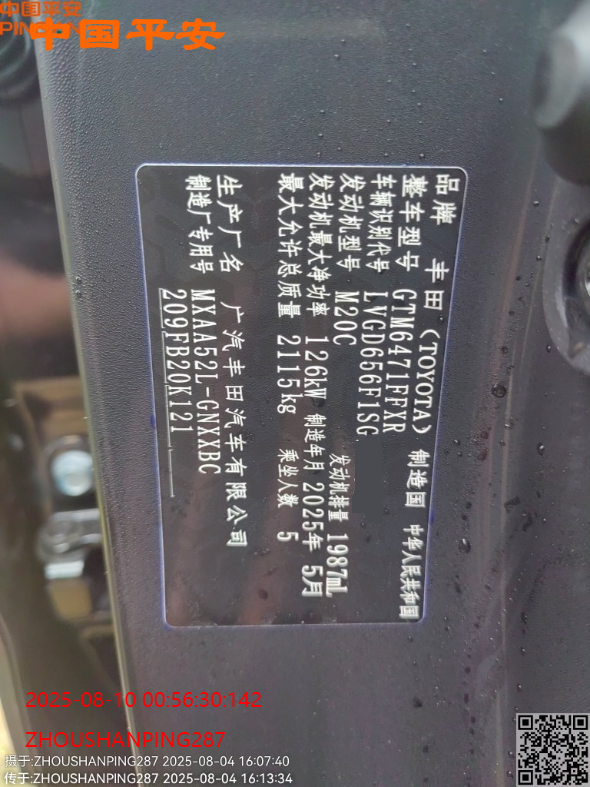 中国平安
PIN
中国平安
品牌 丰田(TOYOTA) 制造国 中华人民共和国
整车型号 GTM6471FFXR
车辆识别代号 LVGD656F1SG
发动机型号 M20C 发动机排量 1987mL
发动机最大净功率 126kW 制造年月 2025年 5月
最大允许总质量 2115kg 乘坐人数 5
生产厂名 广汽丰田汽车有限公司
制造厂专用号 MXAA52L-GNXXBC
209FB20K121
2025-08-10 00:56:30:142
ZHOUSHANPING287
摄于:ZHOUSHANPING287 2025-08-04 16:07:40
传于:ZHOUSHANPING287 2025-08-04 16:13:34